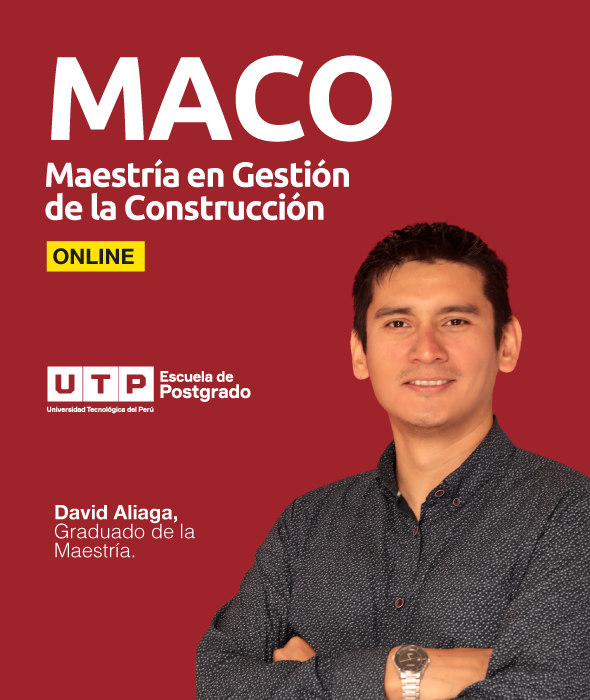 MACO
Maestría en Gestión
de la Construcción
ONLINE
UTP
Universidad Tecnológica del Perú
Escuela de
Postgrado
David Aliaga,
Graduado de la
Maestría.